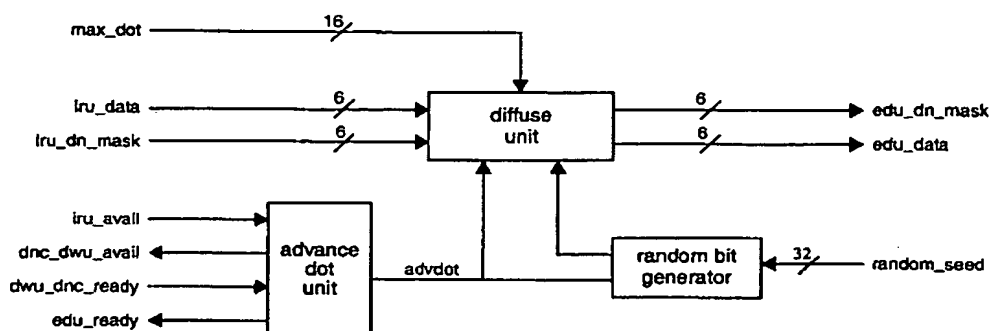 max_dot
16
iru_data
6
iru_dn_mask
6
diffuse
unit
6
edu_dn_mask
6
edu_data
iru_avail
dnc_dwu_avail
dwu_dnc_ready
edu_ready
advance
dot
unit
advdot
random bit
generator
32
random_seed